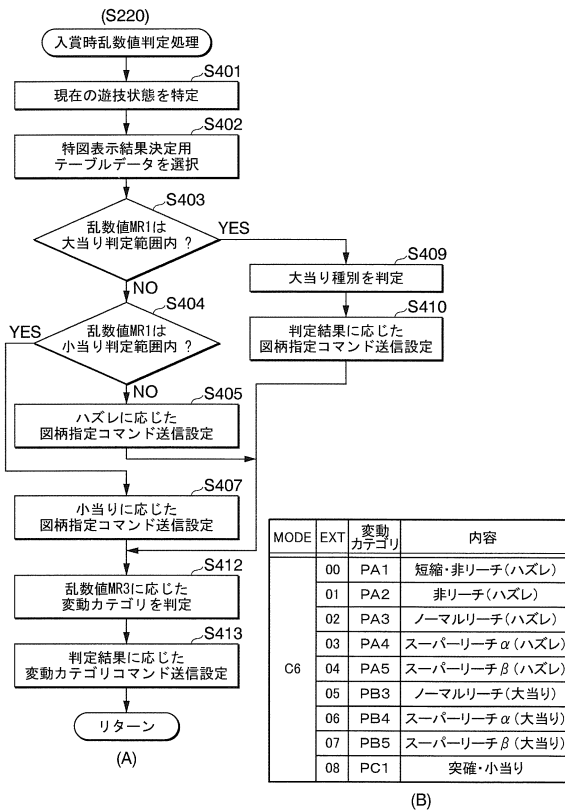 (S220)
入賞時乱数値判定処理
S401
現在の遊技状態を特定
S402
特図表示結果決定用
テーブルデータを選択
S403
乱数値MR1は
大当り判定範囲内 ?
YES
NO
S409
大当り種別を判定
S404
乱数値MR1は
小当り判定範囲内 ?
YES
NO
S410
判定結果に応じた
図柄指定コマンド送信設定
S405
ハズレに応じた
図柄指定コマンド送信設定
S407
小当りに応じた
図柄指定コマンド送信設定
S412
乱数値MR3に応じた
変動カテゴリを判定
S413
判定結果に応じた
変動カテゴリコマンド送信設定
リターン
(A)
MODE EXT 変動カテゴリ 内容
C6 00 PA1 短縮・非リーチ(ハズレ)
01 PA2 非リーチ(ハズレ)
02 PA3 ノーマルリーチ(ハズレ)
03 PA4 スーパーリーチα(ハズレ)
04 PA5 スーパーリーチβ(ハズレ)
05 PB3 ノーマルリーチ(大当り)
06 PB4 スーパーリーチα(大当り)
07 PB5 スーパーリーチβ(大当り)
08 PC1 突確・小当り
(B)